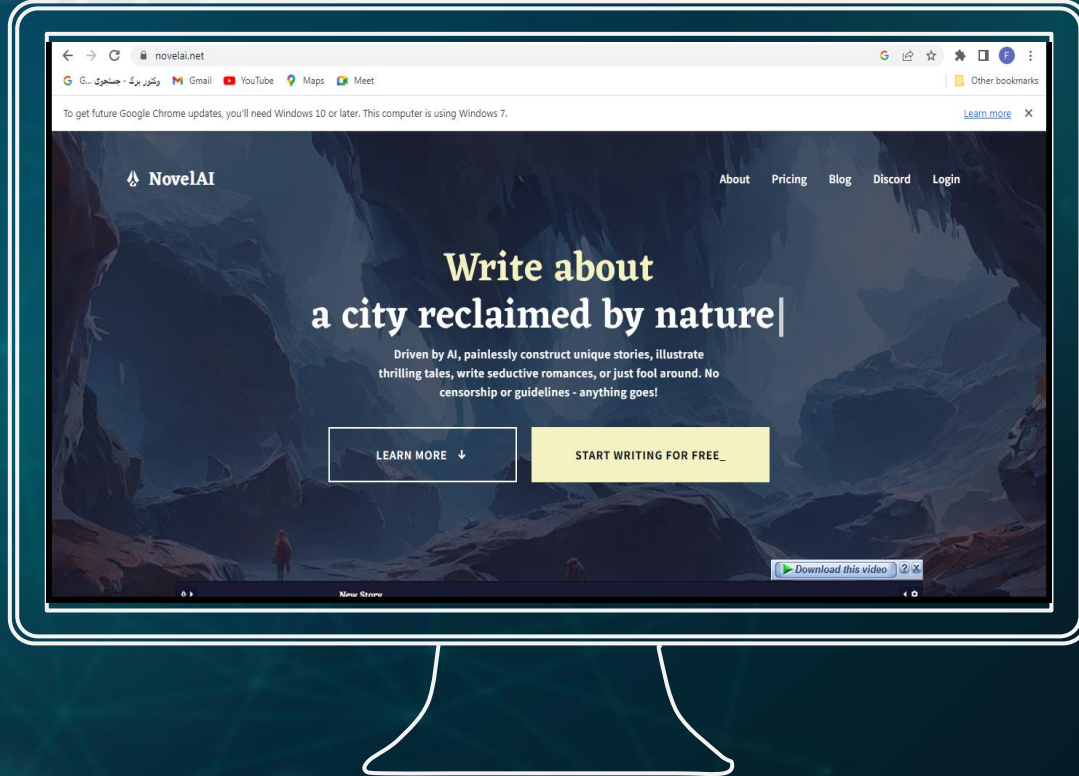 novelai.net
G... وکتور برگ - جستجوی Gmail YouTube Maps Meet Other bookmarks
To get future Google Chrome updates, you'll need Windows 10 or later. This computer is using Windows 7. Learn more
NovelAI About Pricing Blog Discord Login
Write about
a city reclaimed by nature
Driven by AI, painlessly construct unique stories, illustrate
thrilling tales, write seductive romances, or just fool around. No
censorship or guidelines - anything goes!
LEARN MORE START WRITING FOR FREE_
Download this video
New Story